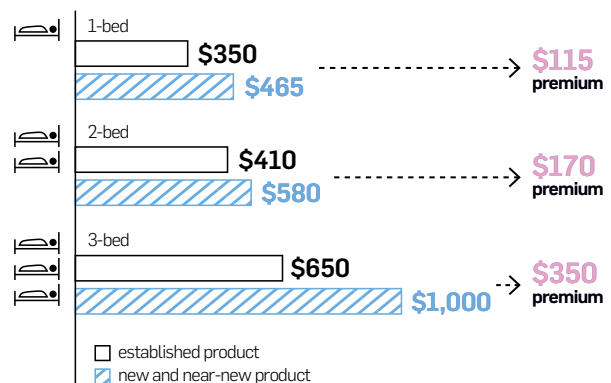 1-bed
$350
$465
$115
premium
2-bed
$410
$580
$170
premium
3-bed
$650
$1,000
$350
premium
established product
new and near-new product